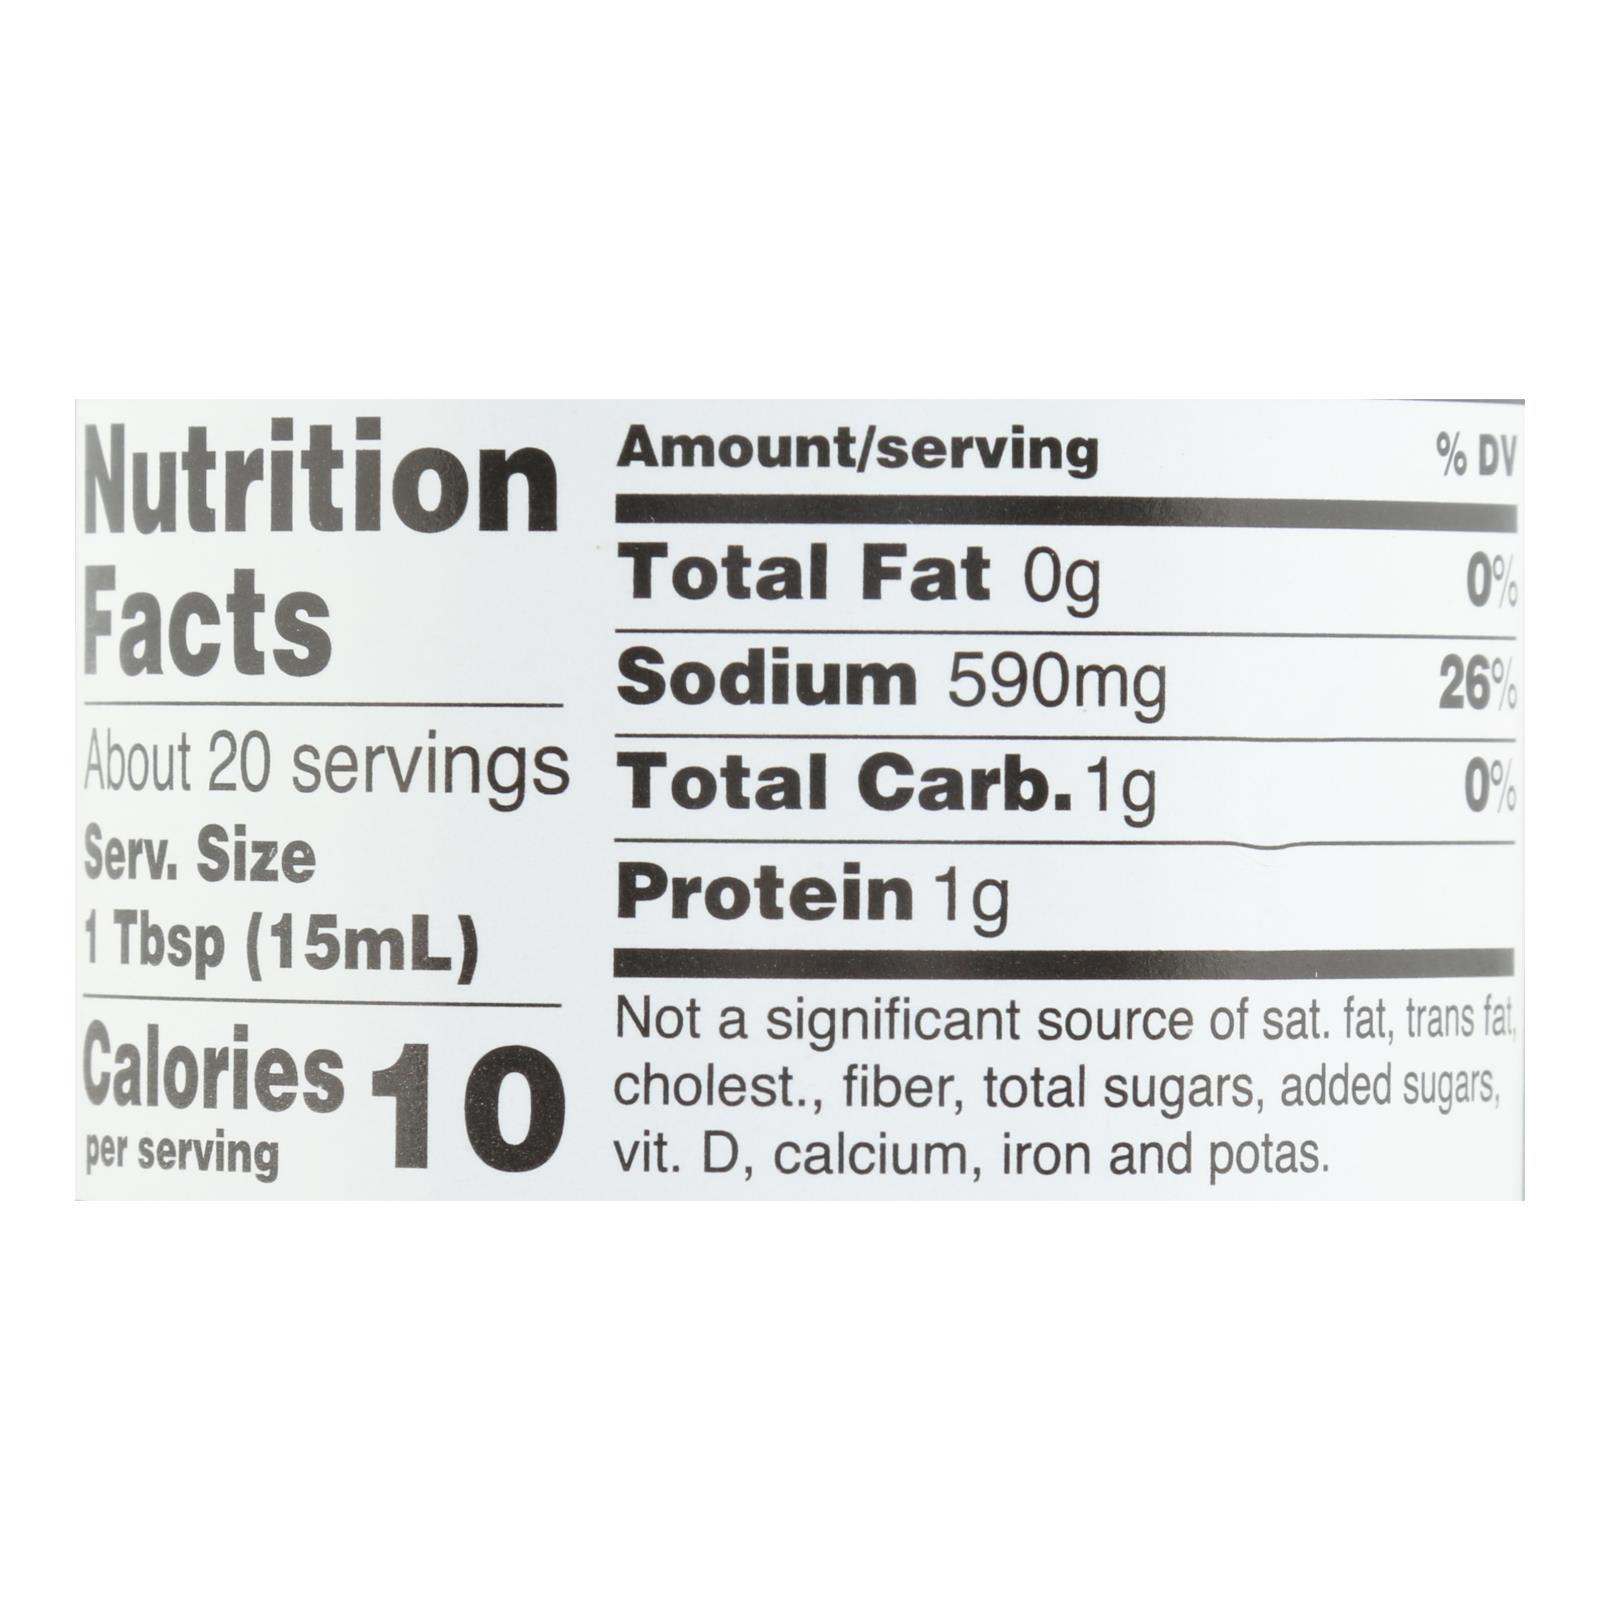 Nutrition
Facts
About 20 servings
Serv. Size
1 Tbsp (15mL)
Calories 10
per serving
Amount/serving % DV
Total Fat 0g 0%
Sodium 590mg 26%
Total Carb. 1g 0%
Protein 1g
Not a significant source of sat. fat, trans fat,
cholest., fiber, total sugars, added sugars,
vit. D, calcium, iron and potas.